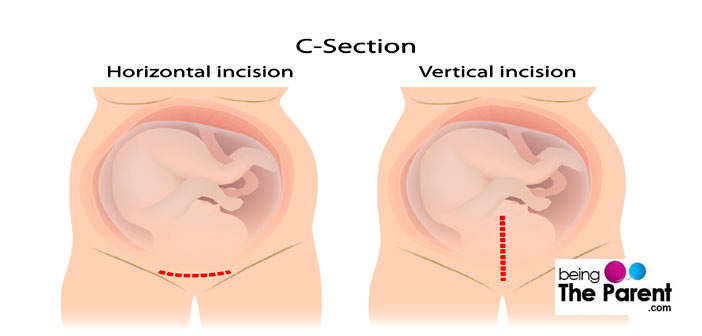 C-Section
Horizontal incision
Vertical incision
being
The Parent
.com